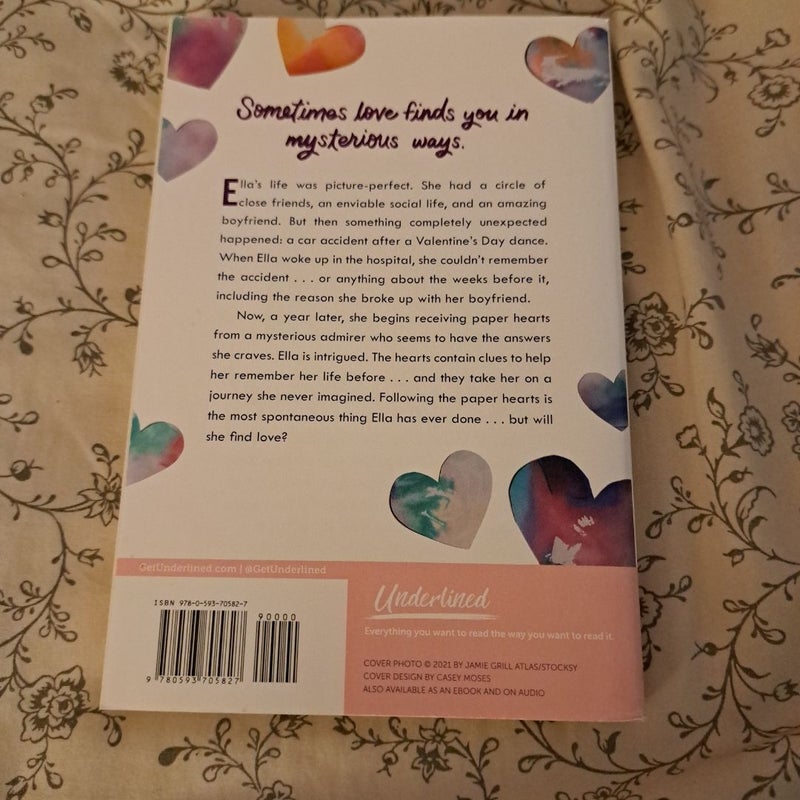 Sometimes love finds you in
mysterious ways.
Ella's life was picture-perfect. She had a circle of
close friends, an enviable social life, and an amazing
boyfriend. But then something completely unexpected
happened: a car accident after a Valentine's Day dance.
When Ella woke up in the hospital, she couldn't remember
the accident . . . or anything about the weeks before it,
including the reason she broke up with her boyfriend.
Now, a year later, she begins receiving paper hearts
from a mysterious admirer who seems to have the answers
she craves. Ella is intrigued. The hearts contain clues to help
her remember her life before . . . and they take her on a
journey she never imagined. Following the paper hearts is
the most spontaneous thing Ella has ever done . . . but will
she find love?
GetUnderlined.com | @GetUnderlined
ISBN 978-0-593-70582-7
90000
9 780593 705827
Underlined
Everything you want to read the way you want to read it.
COVER PHOTO © 2021 BY JAMIE GRILL ATLAS/STOCKSY
COVER DESIGN BY CASEY MOSES
ALSO AVAILABLE AS AN EBOOK AND ON AUDIO